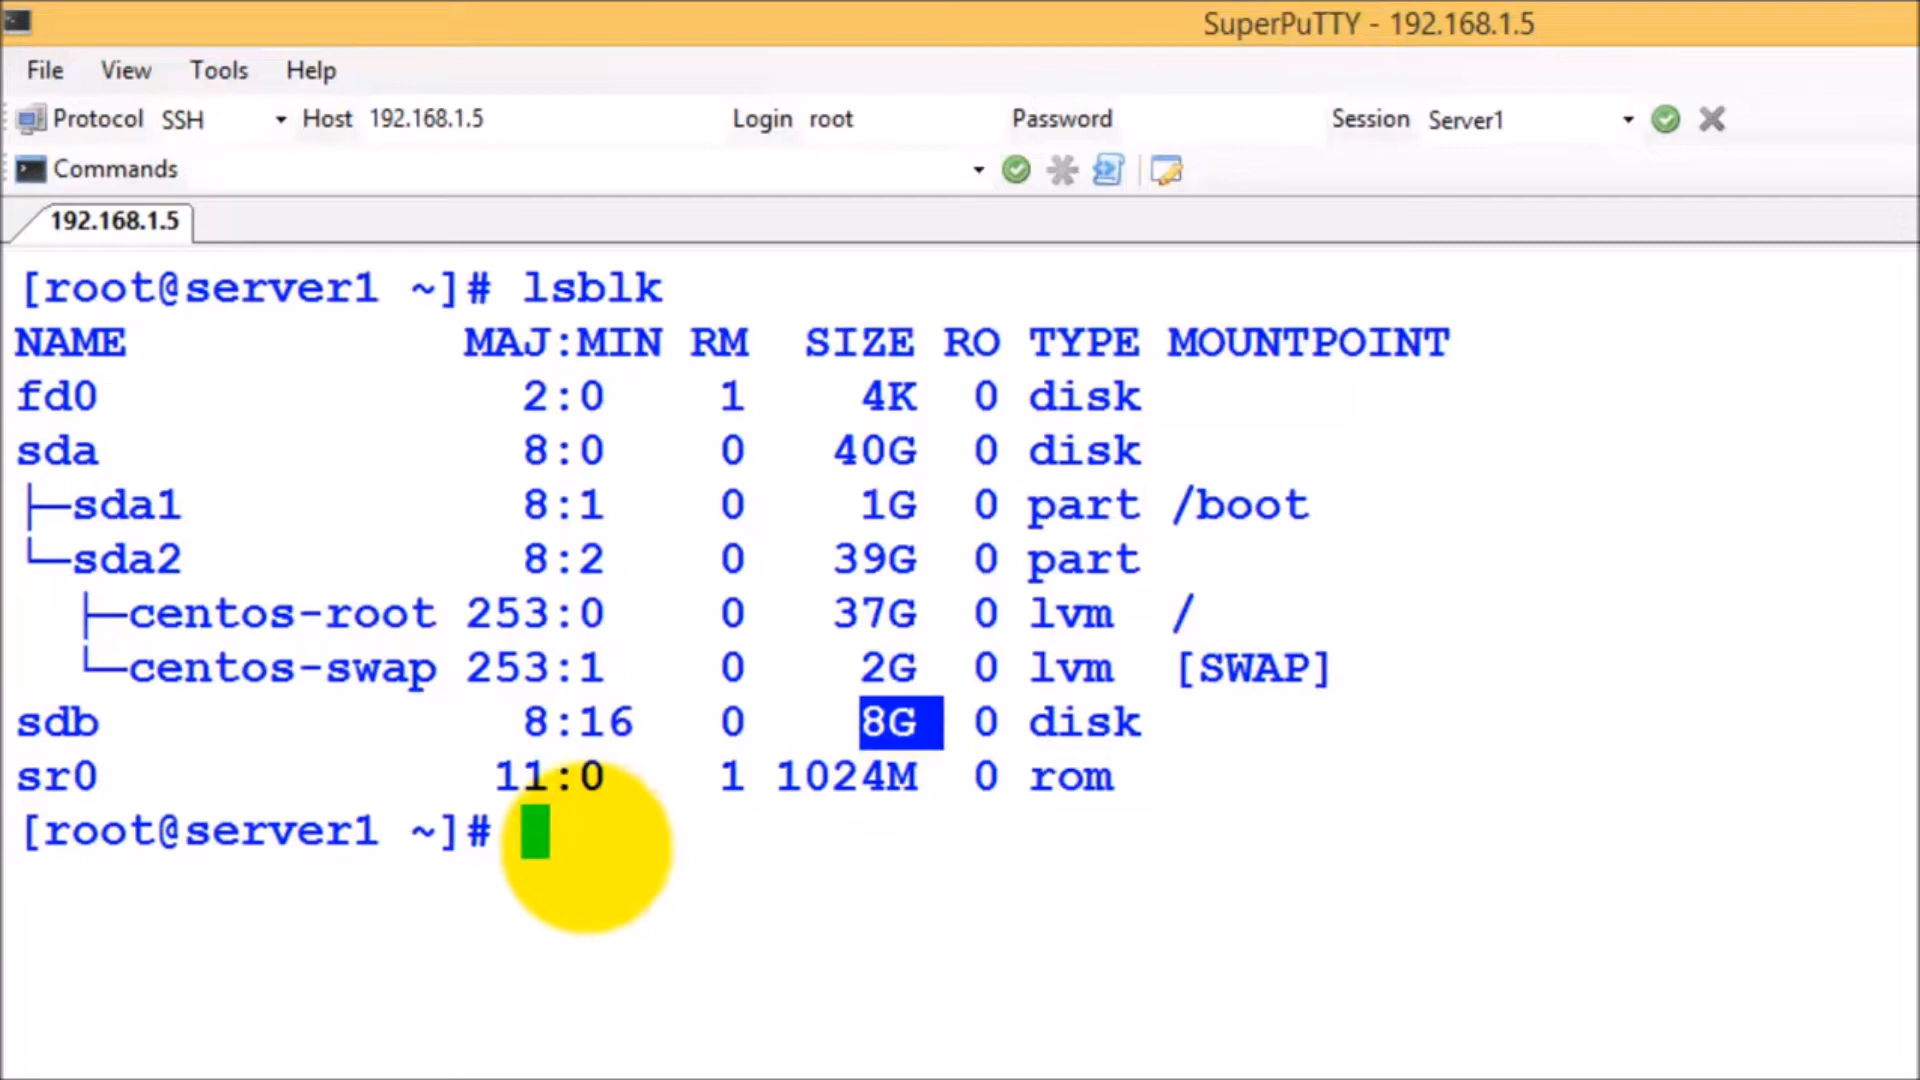 SuperPuTTY - 192.168.1.5
File View Tools Help
Protocol SSH Host 192.168.1.5 Login root Password Session Server1
Commands
192.168.1.5
[root@server1 ~]# lsblk
NAME MAJ:MIN RM SIZE RO TYPE MOUNTPOINT
fd0 2:0 1 4K 0 disk
sda 8:0 0 40G 0 disk
├─sda1 8:1 0 1G 0 part /boot
└─sda2 8:2 0 39G 0 part
├─centos-root 253:0 0 37G 0 lvm /
└─centos-swap 253:1 0 2G 0 lvm [SWAP]
sdb 8:16 0 8G 0 disk
sr0 11:0 1 1024M 0 rom
[root@server1 ~]#